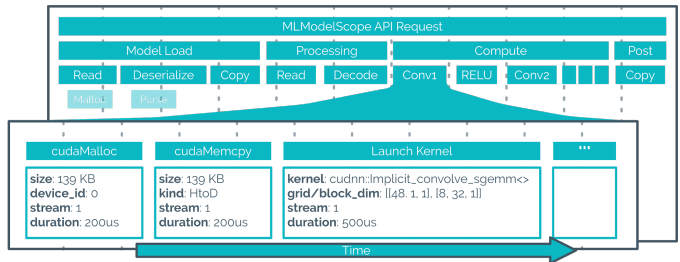 MLModelScope API Request
Model Load Processing Compute Post
Read Deserialize Copy Read Decode Conv1 RELU Conv2 Copy
Malloc Parse
cudaMalloc cudaMemcpy Launch Kernel ...
size: 139 KB size: 139 KB kernel: cudnn::Implicit_convolve_sgemm<>
device_id: 0 kind: HtoD grid/block_dim: [[48. 1, 1], [8, 32, 1]]
stream: 1 stream: 1 stream: 1
duration: 200us duration: 200us duration: 500us
Time